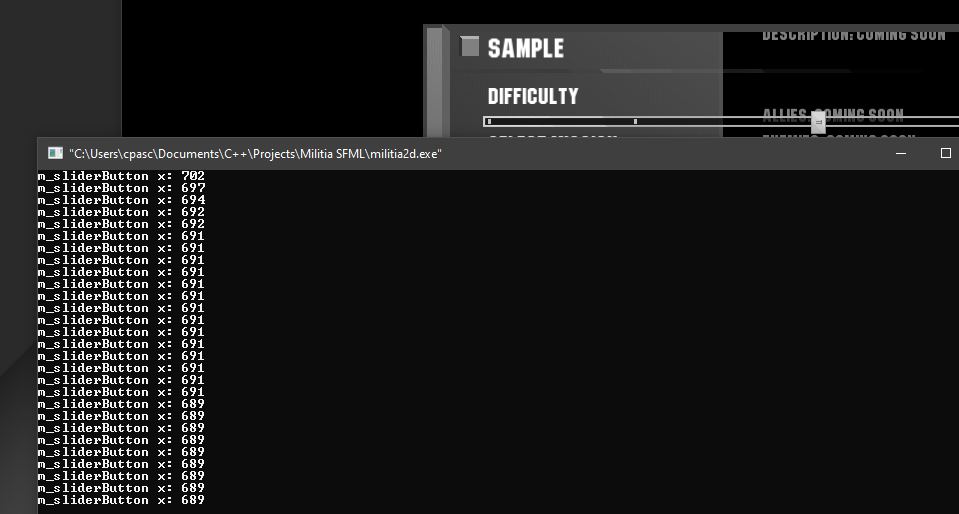 DESCRIPTION: COMING SOON
SAMPLE
DIFFICULTY
ALLIES: COMING SOON
"C:\Users\cpasc\Documents\C++\Projects\Militia SFML\militia2d.exe"
m_sliderButton x: 702
m_sliderButton x: 697
m_sliderButton x: 694
m_sliderButton x: 692
m_sliderButton x: 692
m_sliderButton x: 691
m_sliderButton x: 691
m_sliderButton x: 691
m_sliderButton x: 691
m_sliderButton x: 691
m_sliderButton x: 691
m_sliderButton x: 691
m_sliderButton x: 691
m_sliderButton x: 691
m_sliderButton x: 691
m_sliderButton x: 691
m_sliderButton x: 691
m_sliderButton x: 691
m_sliderButton x: 691
m_sliderButton x: 689
m_sliderButton x: 689
m_sliderButton x: 689
m_sliderButton x: 689
m_sliderButton x: 689
m_sliderButton x: 689
m_sliderButton x: 689
m_sliderButton x: 689
m_sliderButton x: 689